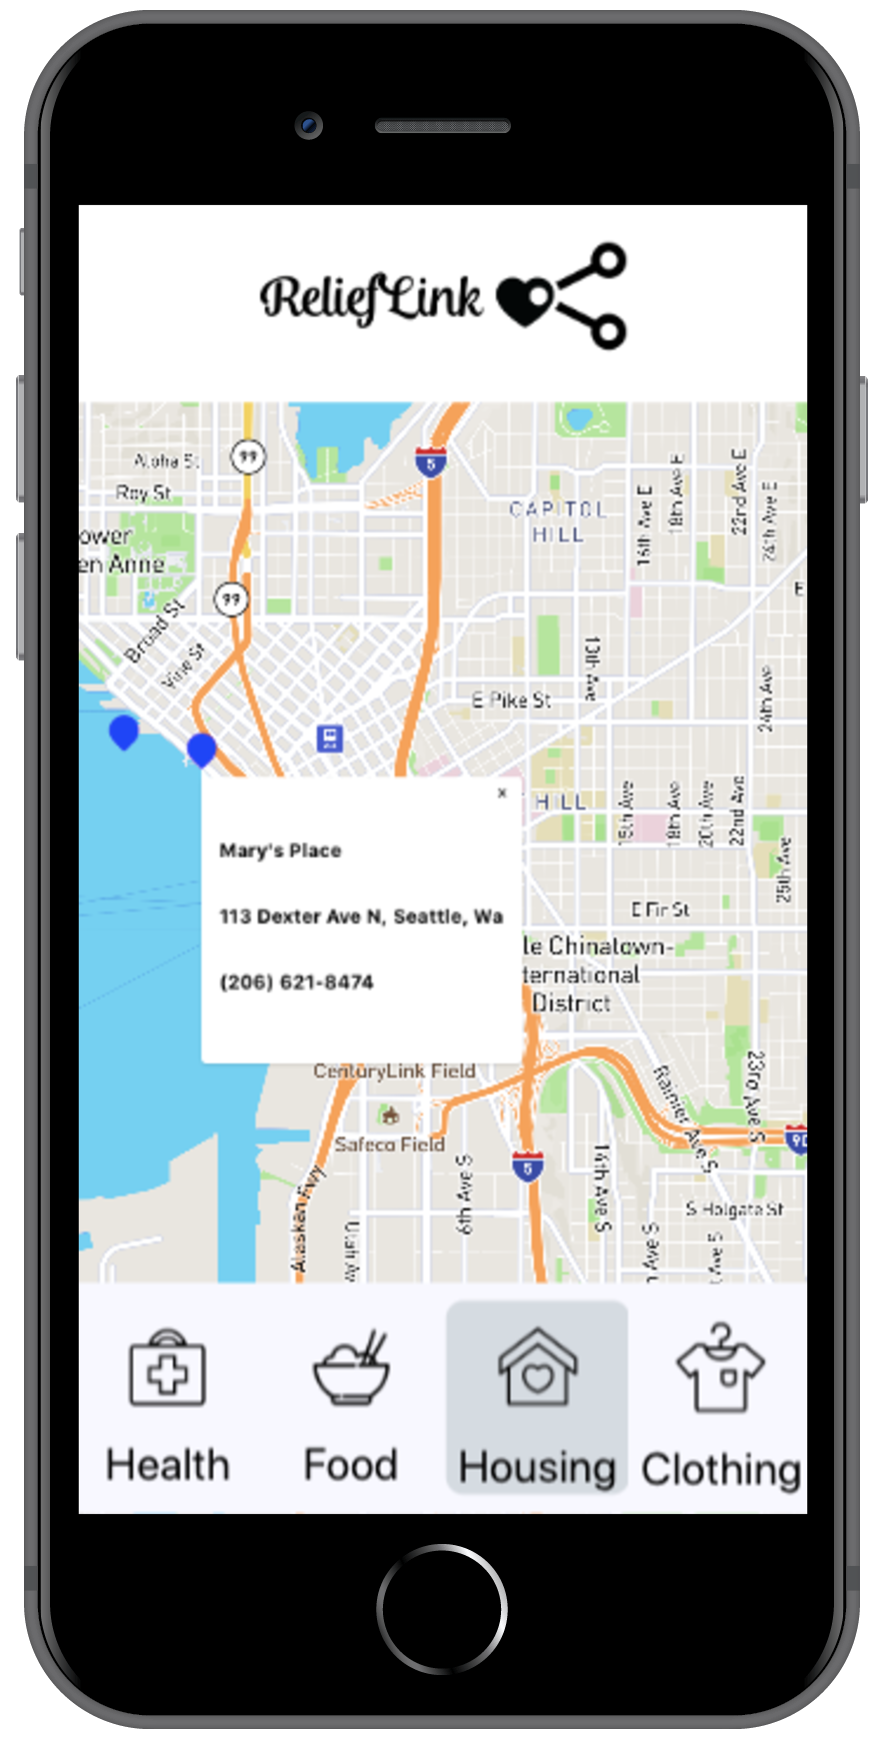 ReliefLink
99
5
Aloha St
Roy St
CAPITOL
HILL
16th Ave E
18th Ave E
22nd Ave E
24th Ave E
ower
en Anne
99
E
Broad St
Vine St
13th Ave
E Pike St
24th Ave
x
HILL
15th Ave
18th Ave
20th Ave
22nd Ave
25th Ave
Mary's Place
113 Dexter Ave N, Seattle, Wa
(206) 621-8474
E Fir St
le Chinatown-
ternational
District
CenturyLink Field
Safeco Field
Rainier Ave S
23rd Ave S
90
5
Alaskan Fwy
Utah Av
6th Ave S
14th Ave S
S Holgate St
Ave S
Ave S
Health
Food
Housing
Clothing